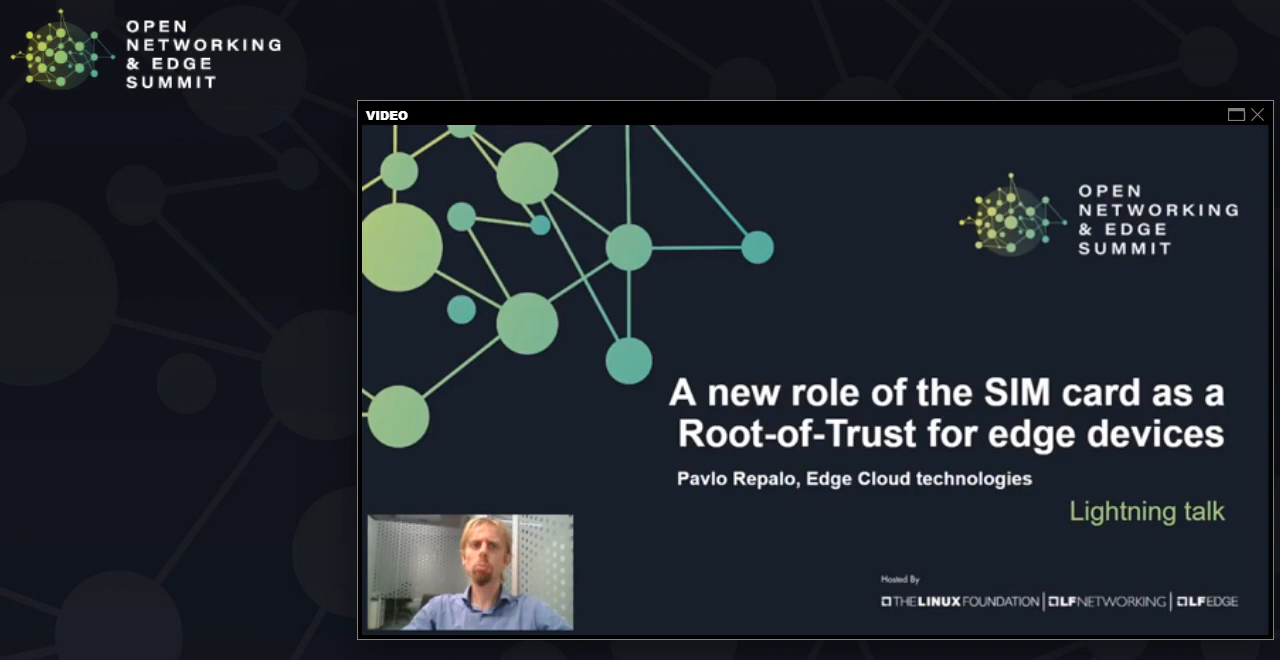 OPEN
NETWORKING
& EDGE
SUMMIT
VIDEO
OPEN
NETWORKING
& EDGE
SUMMIT
A new role of the SIM card as a
Root-of-Trust for edge devices
Pavlo Repalo, Edge Cloud technologies
Lightning talk
Hosted By
THE LINUX FOUNDATION | LF NETWORKING | LF EDGE